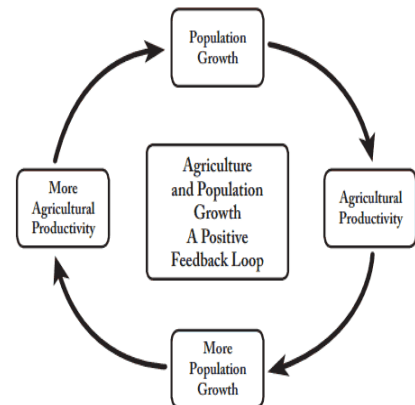 Population
Growth
Agriculture
and Population
Growth
A Positive
Feedback Loop
More
Agricultural
Productivity
Agricultural
Productivity
More
Population
Growth